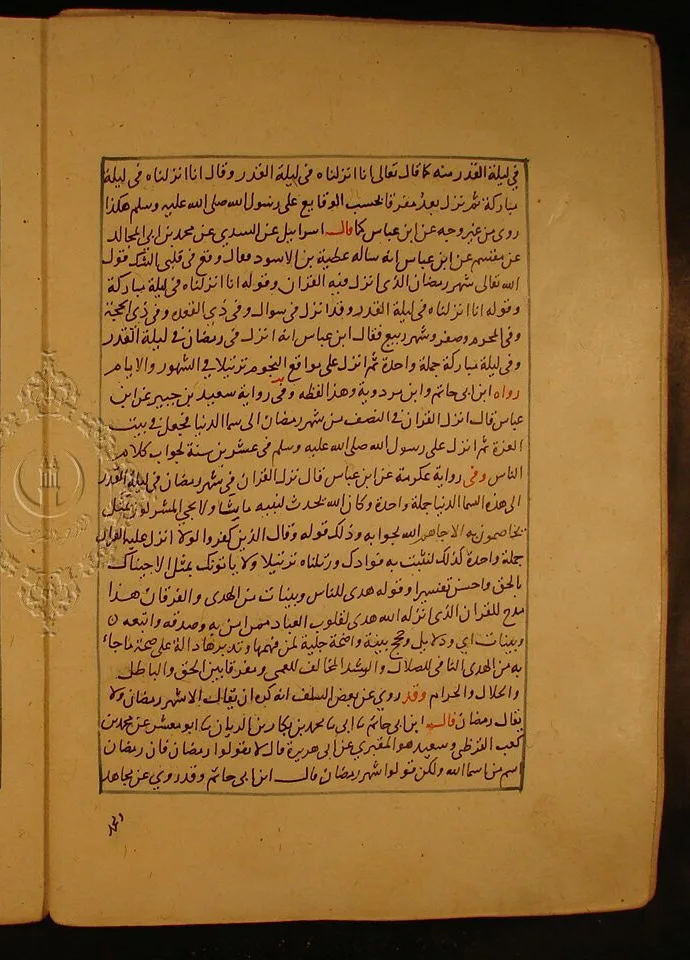 في ليلة القدر منه كما قال تعالى انا انزلناه في ليلة القدر وقال انا انزلناه في ليلة
مباركة ثم نزل بعد مفرقا بحسب الوقايع على رسول الله صلى الله عليه وسلم هكذا
روي من غير وجه عن ابن عباس كما قال اسراييل عن السدي عن محمد بن ابي المجالد
عن مقسم عن ابن عباس انه ساله عطية بن الاسود فقال وقع في قلبي الشك قول
الله تعالى شهر رمضان الذي انزل فيه القران وقوله انا انزلناه في ليلة مباركة
وقوله انا انزلناه في ليلة القدر وقد انزل في سوال وفي ذي القعدة وفي ذي الحجة
وفي المحرم وصفر وشهر ربيع فقال ابن عباس انه انزل في رمضان في ليلة القدر
وفي ليلة مباركة جملة واحدة ثم انزل على مواقع النجوم ترتيلا في الشهور والايام
رواه ابن ابي حاتم وابن مردوية وهذا لفظه وفي رواية سعيد بن جبير عن ابن
عباس قال انزل القران في النصف من شهر رمضان الى سما الدنيا فجعل في بيت
العزة ثم انزل على رسول الله صلى الله عليه وسلم في عشرين سنة لجواب كلام
الناس وفي رواية عكرمة عن ابن عباس قال نزل القران في شهر رمضان في ليلة القدر
الى هذه السما الدنيا جملة واحدة وكان الله يحدث لنبيه ما يشا ولا يجي المشركون بمثل
يخاصمون به الا جاهم الله بجوابه وذلك قوله وقال الذين كفروا لولا انزل عليه القران
جملة واحدة كذلك لنثبت به فوادك ورتلناه ترتيلا ولا ياتونك بمثل الا جيناك
بالحق واحسن تفسيرا وقوله هدى للناس وبينات من الهدى والفرقان هذا
مدح للقران الذي انزله الله هدى لقلوب العباد ممن امن به وصدقه واتبعه
وبينات اي ودلايل وحجج بينة واضحة جلية لمن فهمها وتدبرها دالة على صحة ما جاء
به من الهدى المنافي للضلال والرشد المخالف للغي ومفرقا بين الحق والباطل
والحلال والحرام وقد روي عن بعض السلف انه كره ان يقال الا شهر رمضان ولا
يقال رمضان قال ابن ابي حاتم ثنا ابي ثنا محمد بن بكار بن الريان ثنا ابو معشر عن محمد بن
كعب القرظي وسعيد هو المقبري عن ابي هريرة قال لا تقولوا رمضان فان رمضان
اسم من اسما الله ولكن قولوا شهر رمضان قال ابن ابي حاتم وقد روي عن مجاهد
ومحمد